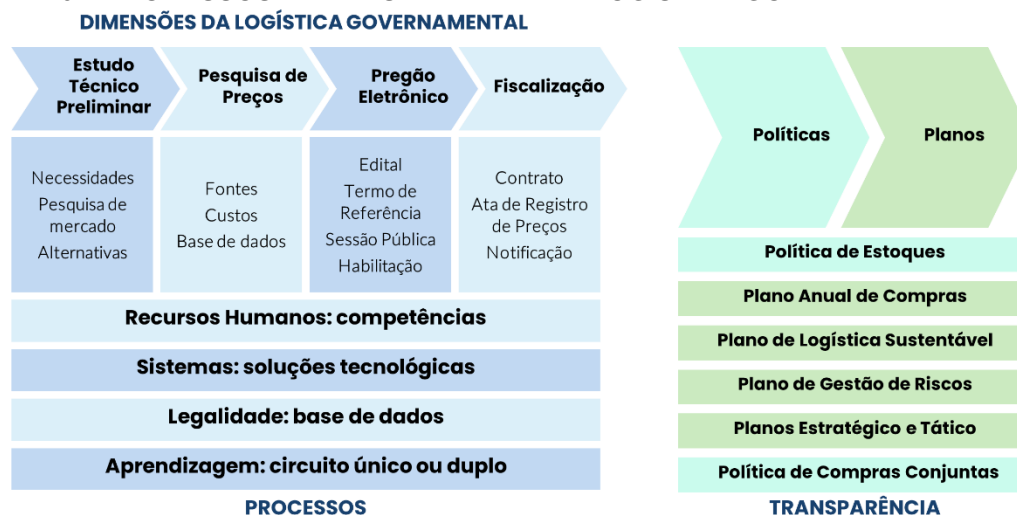 DIMENSÕES DA LOGÍSTICA GOVERNAMENTAL
Estudo
Técnico
Preliminar
Pesquisa de
Preços
Pregão
Eletrônico
Fiscalização
Necessidades
Pesquisa de
mercado
Alternativas
Fontes
Custos
Base de dados
Edital
Termo de
Referência
Sessão Pública
Habilitação
Contrato
Ata de Registro
de Preços
Notificação
Recursos Humanos: competências
Sistemas: soluções tecnológicas
Legalidade: base de dados
Aprendizagem: circuito único ou duplo
PROCESSOS
Políticas
Planos
Política de Estoques
Plano Anual de Compras
Plano de Logística Sustentável
Plano de Gestão de Riscos
Planos Estratégico e Tático
Política de Compras Conjuntas
TRANSPARÊNCIA